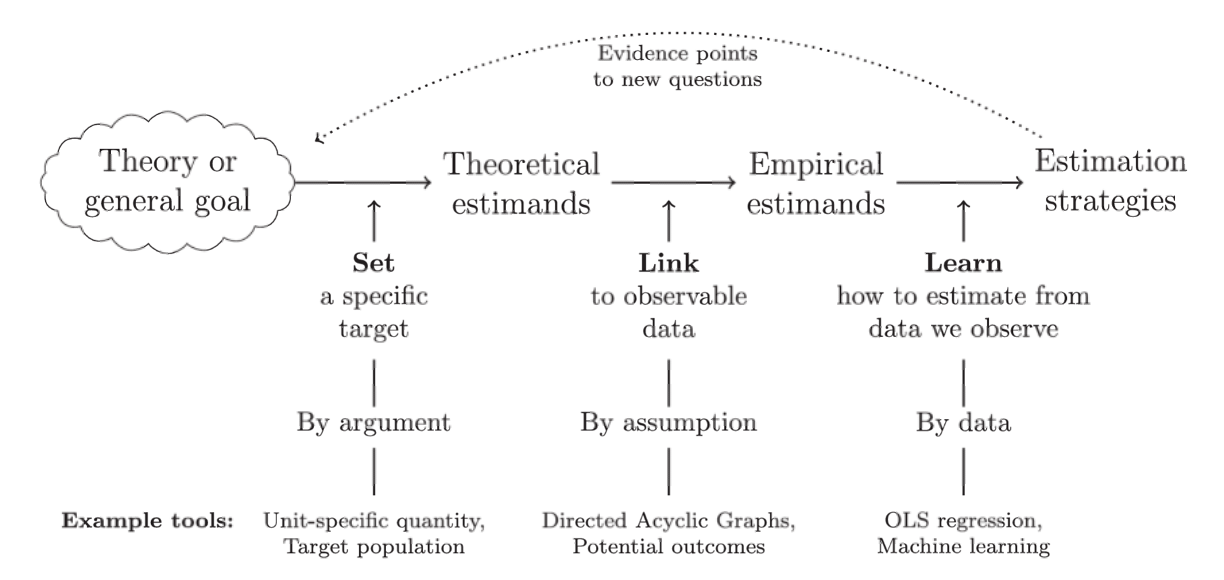 Evidence points
to new questions
Theory or
general goal
Theoretical
estimands
Empirical
estimands
Estimation
strategies
Set
a specific
target
Link
to observable
data
Learn
how to estimate from
data we observe
By argument
By assumption
By data
Example tools:
Unit-specific quantity,
Target population
Directed Acyclic Graphs,
Potential outcomes
OLS regression,
Machine learning